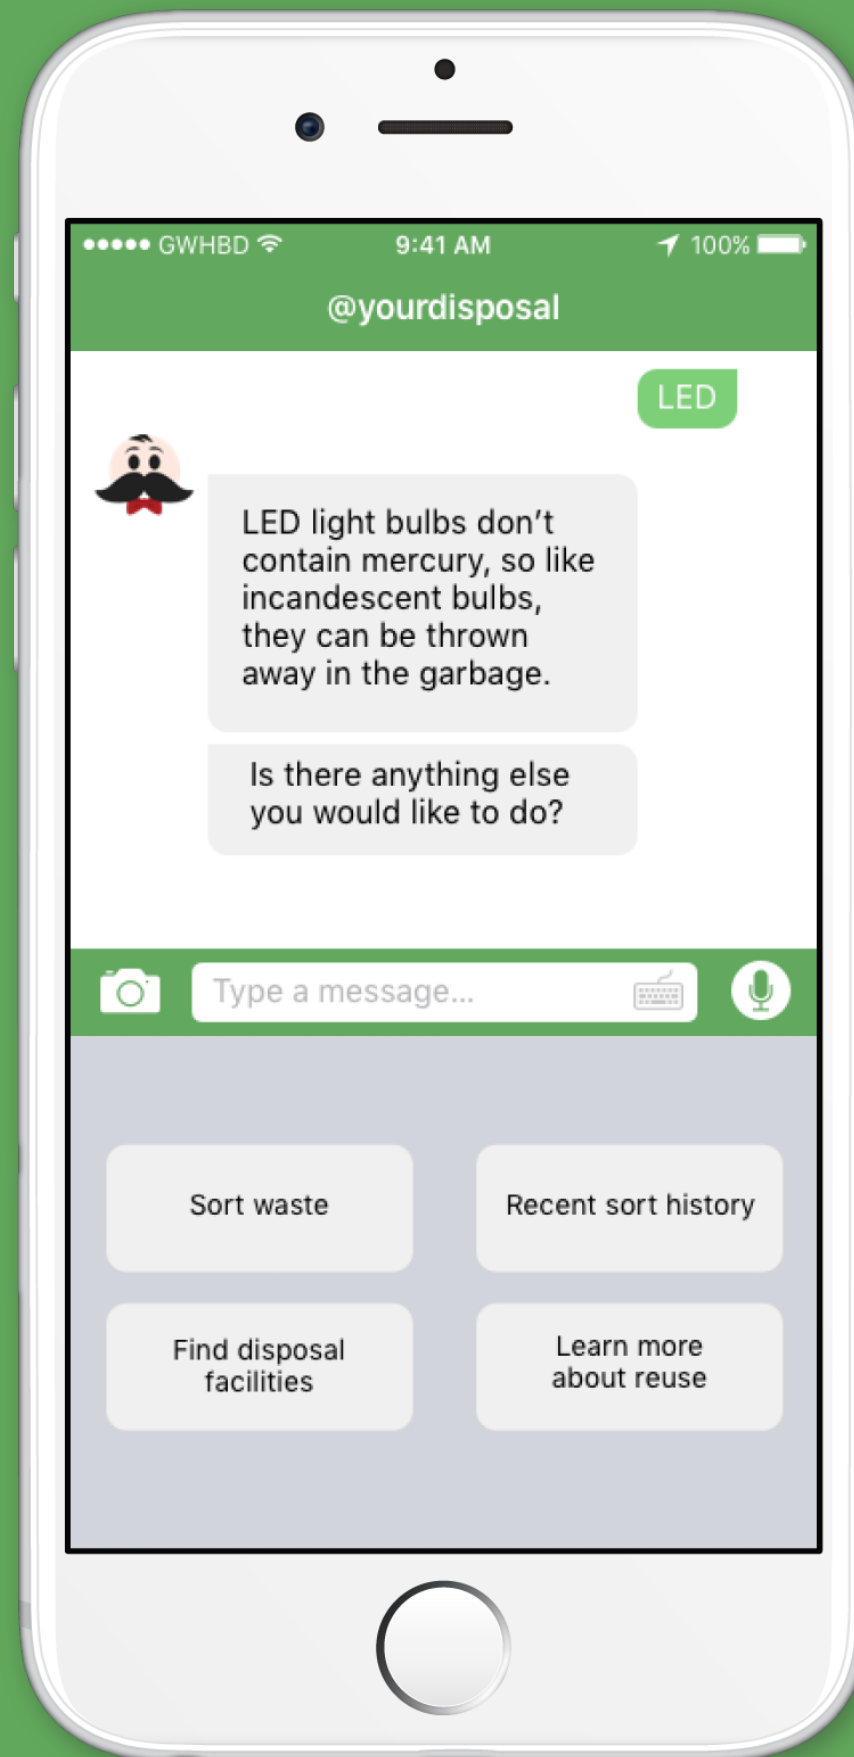 GWHBD 9:41 AM 100%
@yourdisposal
LED
LED light bulbs don’t
contain mercury, so like
incandescent bulbs,
they can be thrown
away in the garbage.
Is there anything else
you would like to do?
Type a message...
Sort waste
Recent sort history
Find disposal
facilities
Learn more
about reuse